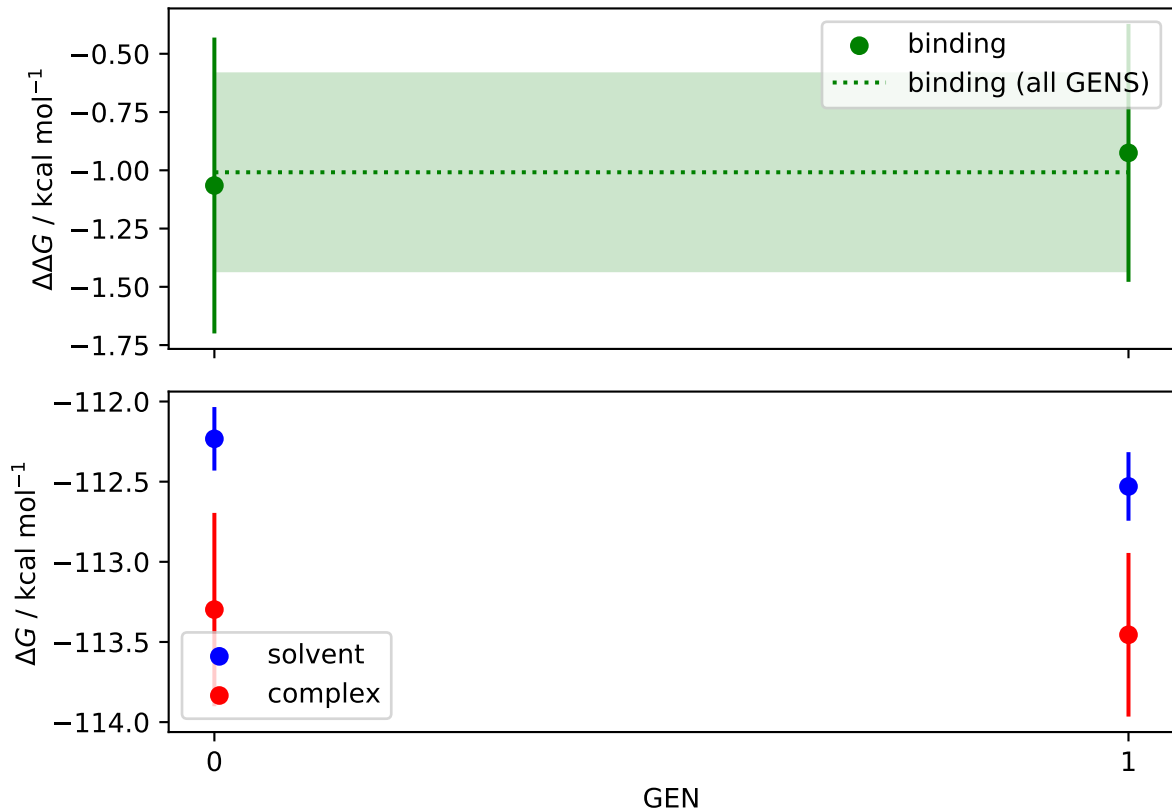 binding
binding (all GENS)
−0.50
−0.75
−1.00
−1.25
−1.50
−1.75
ΔΔG / kcal mol⁻¹
−112.0
−112.5
−113.0
−113.5
−114.0
ΔG / kcal mol⁻¹
solvent
complex
0
1
GEN